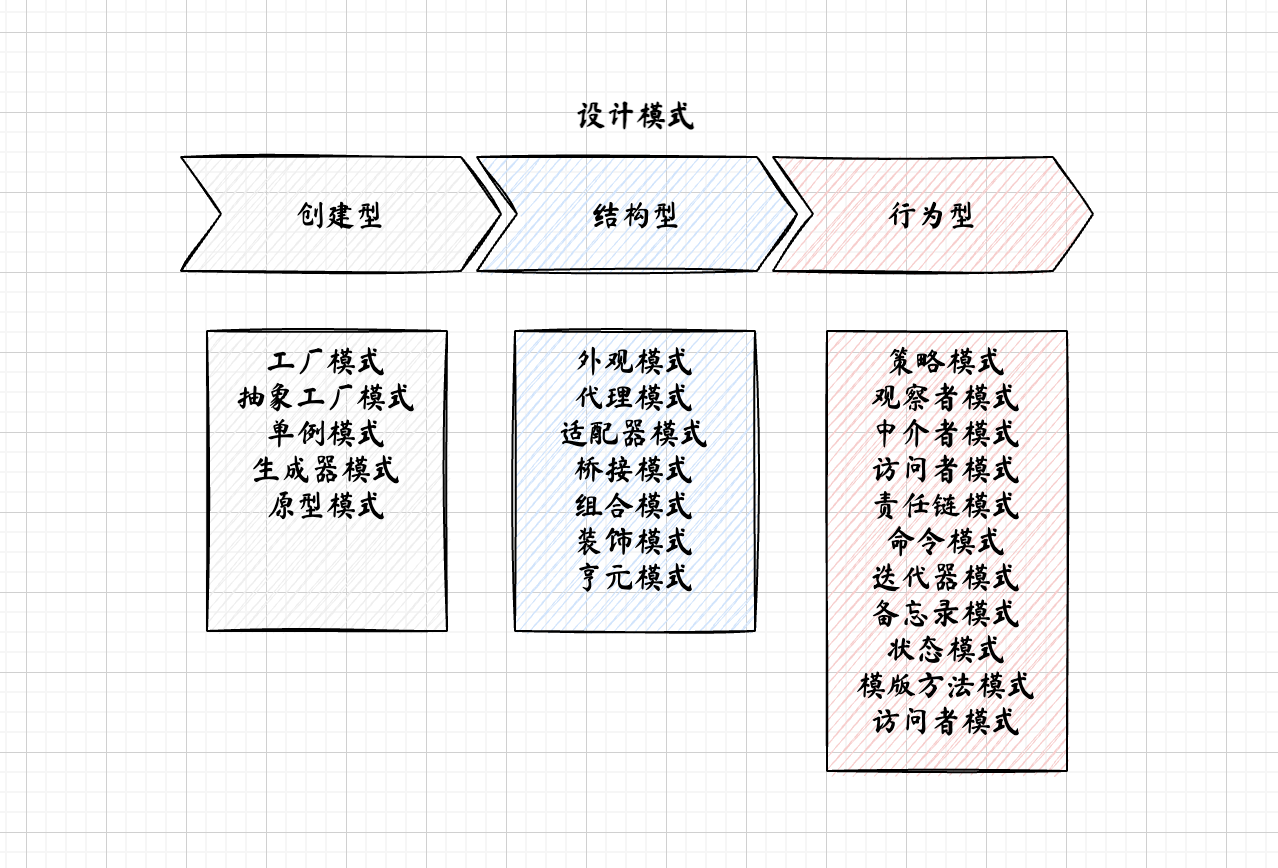 设计模式
创建型
结构型
行为型
工厂模式
抽象工厂模式
单例模式
生成器模式
原型模式
外观模式
代理模式
适配器模式
桥接模式
组合模式
装饰模式
亨元模式
策略模式
观察者模式
中介者模式
访问者模式
责任链模式
命令模式
迭代器模式
备忘录模式
状态模式
模版方法模式
访问者模式